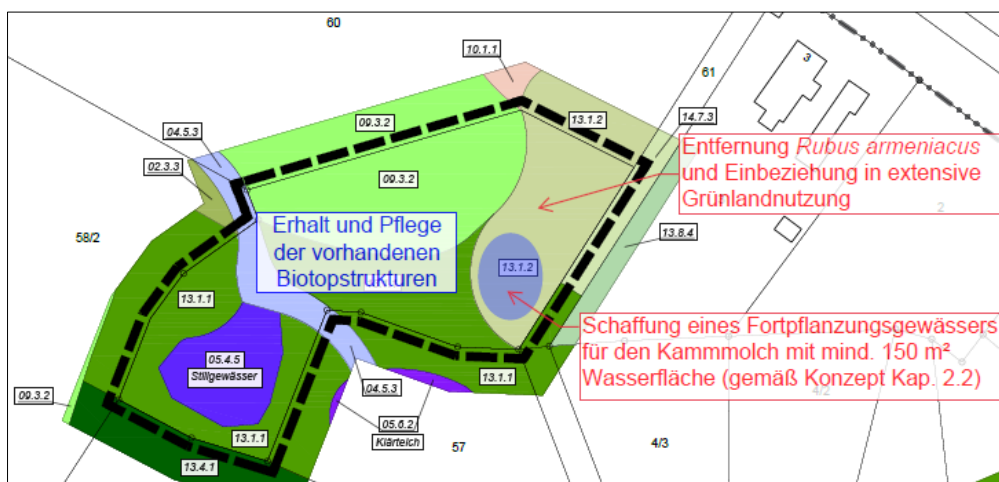 60
10.1.1
3
61
09.3.2
13.1.2
14.7.3
04.5.3
02.3.3
09.3.2
Entfernung Rubus armeniacus
und Einbeziehung in extensive
Grünlandnutzung
2
58/2
Erhalt und Pflege
der vorhandenen
Biotopstrukturen
13.8.4
13.1.2
13.1.1
Schaffung eines Fortpflanzungsgewässers
für den Kammmolch mit mind. 150 m²
Wasserfläche (gemäß Konzept Kap. 2.2)
05.4.5
Stillgewässer
04.5.3
13.1.1
4/2
09.3.2
05.6.2
Klärteich
13.1.1
57
4/3
13.4.1